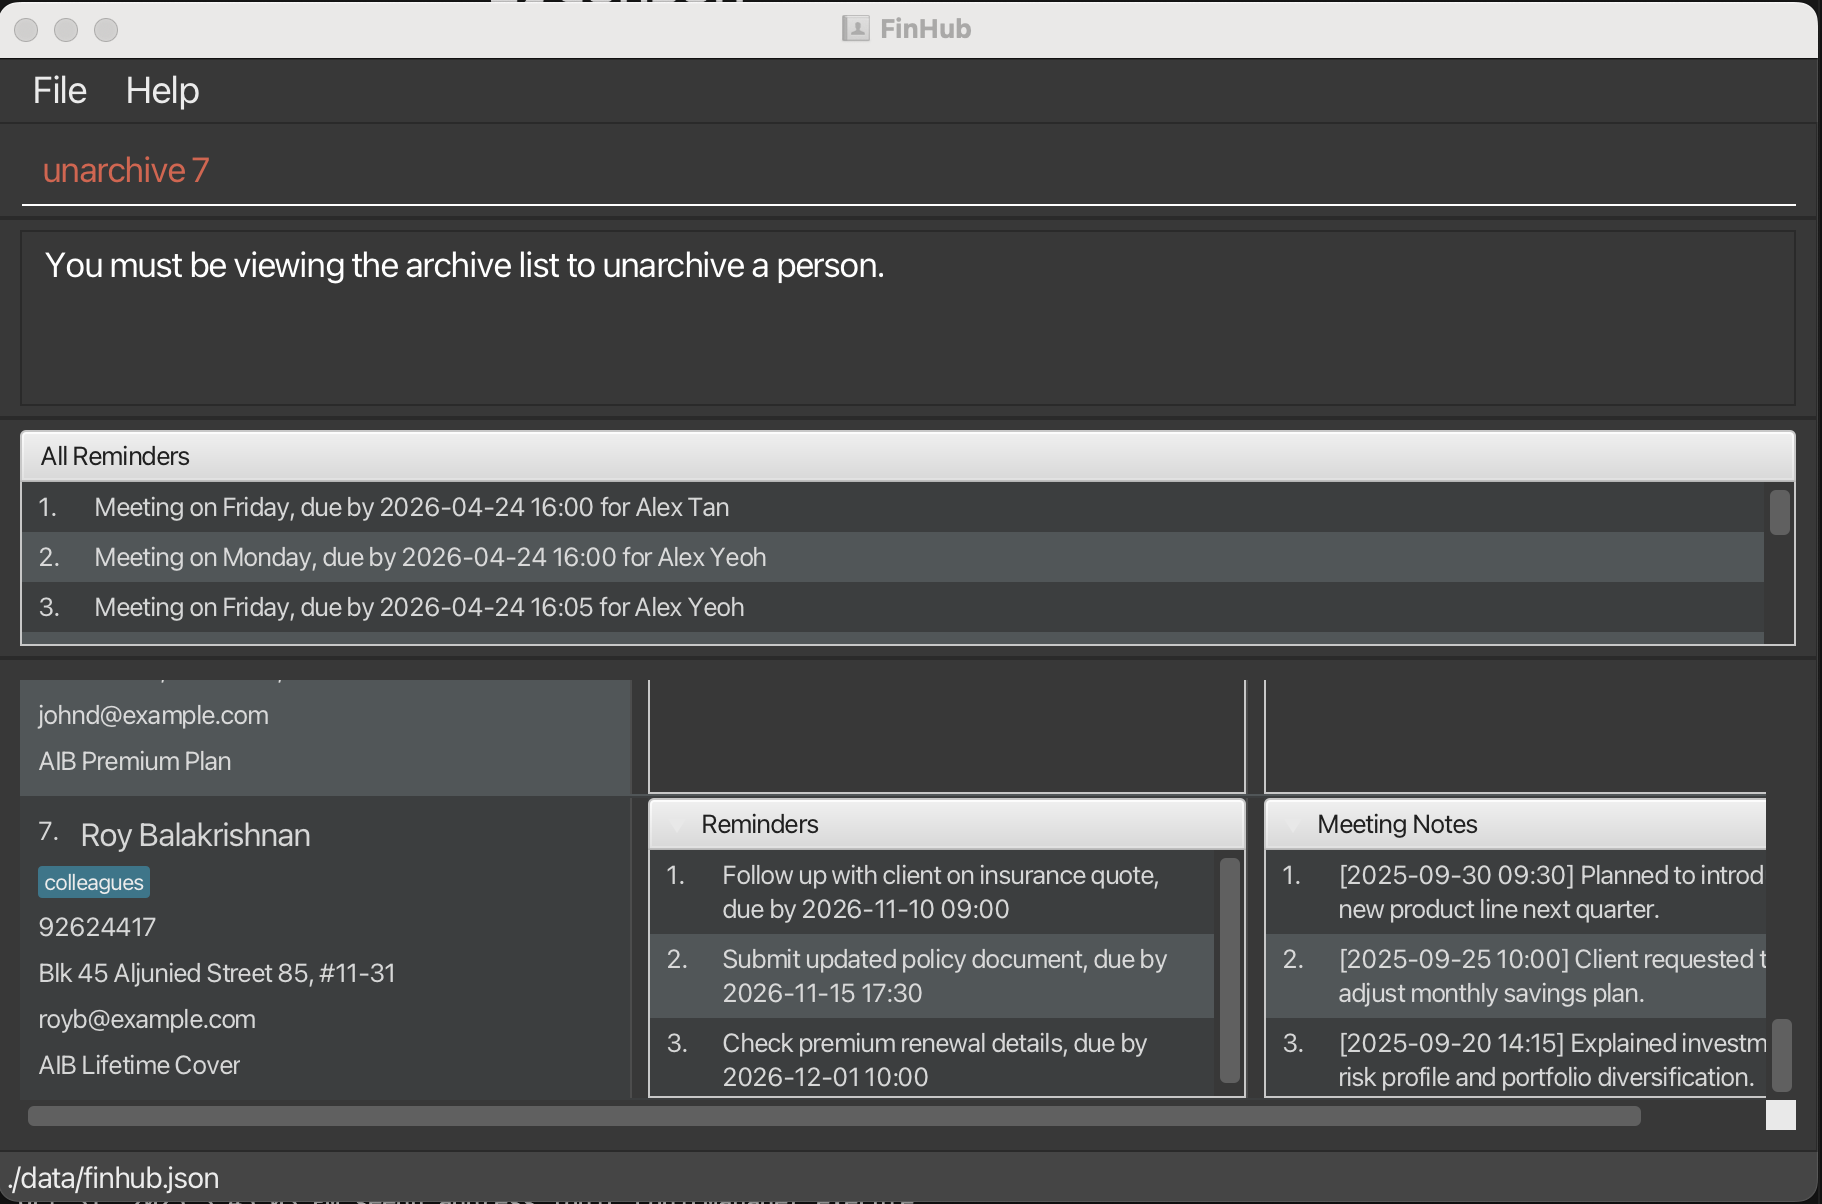 FinHub
File Help
unarchive 7
You must be viewing the archive list to unarchive a person.
All Reminders
1. Meeting on Friday, due by 2026-04-24 16:00 for Alex Tan
2. Meeting on Monday, due by 2026-04-24 16:00 for Alex Yeoh
3. Meeting on Friday, due by 2026-04-24 16:05 for Alex Yeoh
johnd@example.com
AIB Premium Plan
7. Roy Balakrishnan
colleagues
92624417
Blk 45 Aljunied Street 85, #11-31
royb@example.com
AIB Lifetime Cover
Reminders
1. Follow up with client on insurance quote,
due by 2026-11-10 09:00
2. Submit updated policy document, due by
2026-11-15 17:30
3. Check premium renewal details, due by
2026-12-01 10:00
Meeting Notes
1. [2025-09-30 09:30] Planned to introd
new product line next quarter.
2. [2025-09-25 10:00] Client requested t
adjust monthly savings plan.
3. [2025-09-20 14:15] Explained investm
risk profile and portfolio diversification.
./data/finhub.json